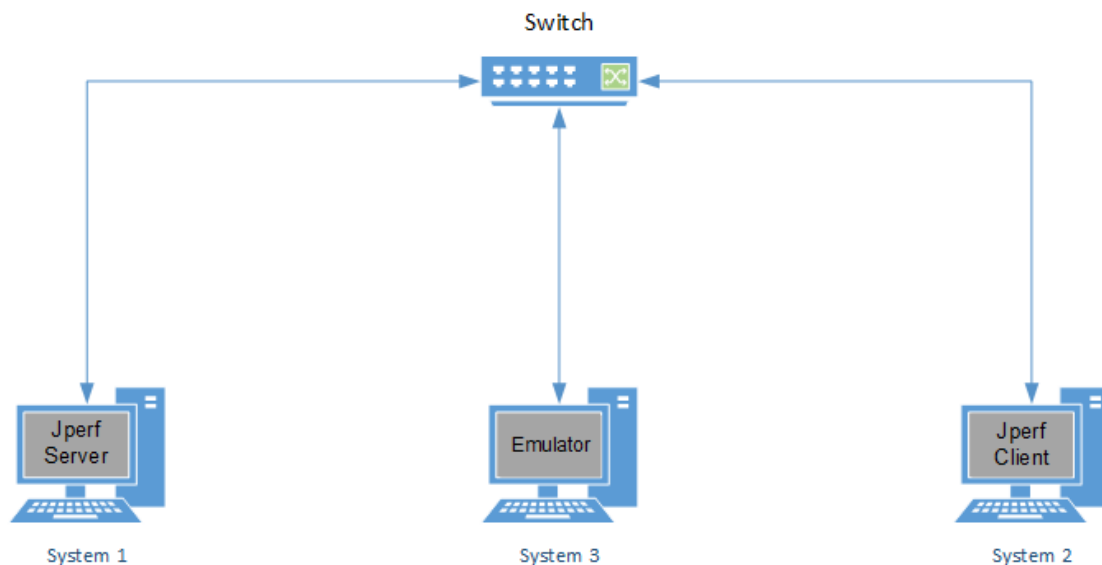 Switch
Jperf
Server
Emulator
Jperf
Client
System 1
System 3
System 2